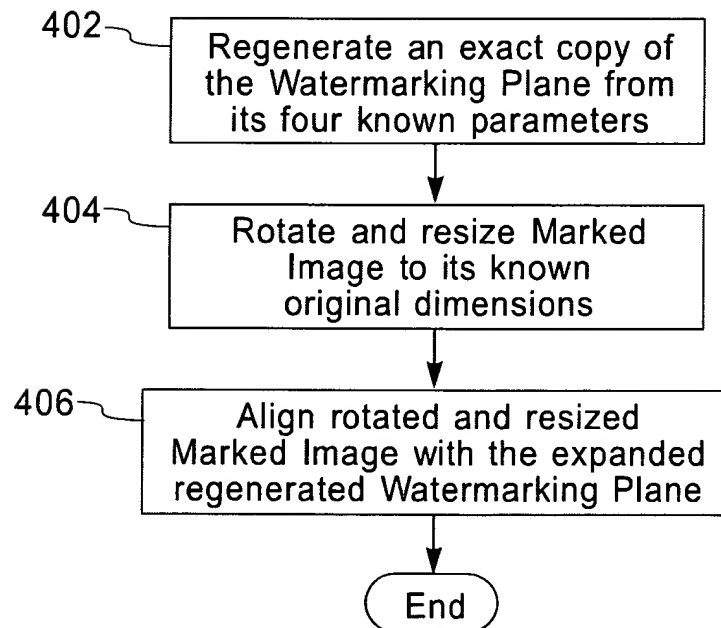 402
Regenerate an exact copy of
the Watermarking Plane from
its four known parameters
404
Rotate and resize Marked
Image to its known
original dimensions
406
Align rotated and resized
Marked Image with the expanded
regenerated Watermarking Plane
End